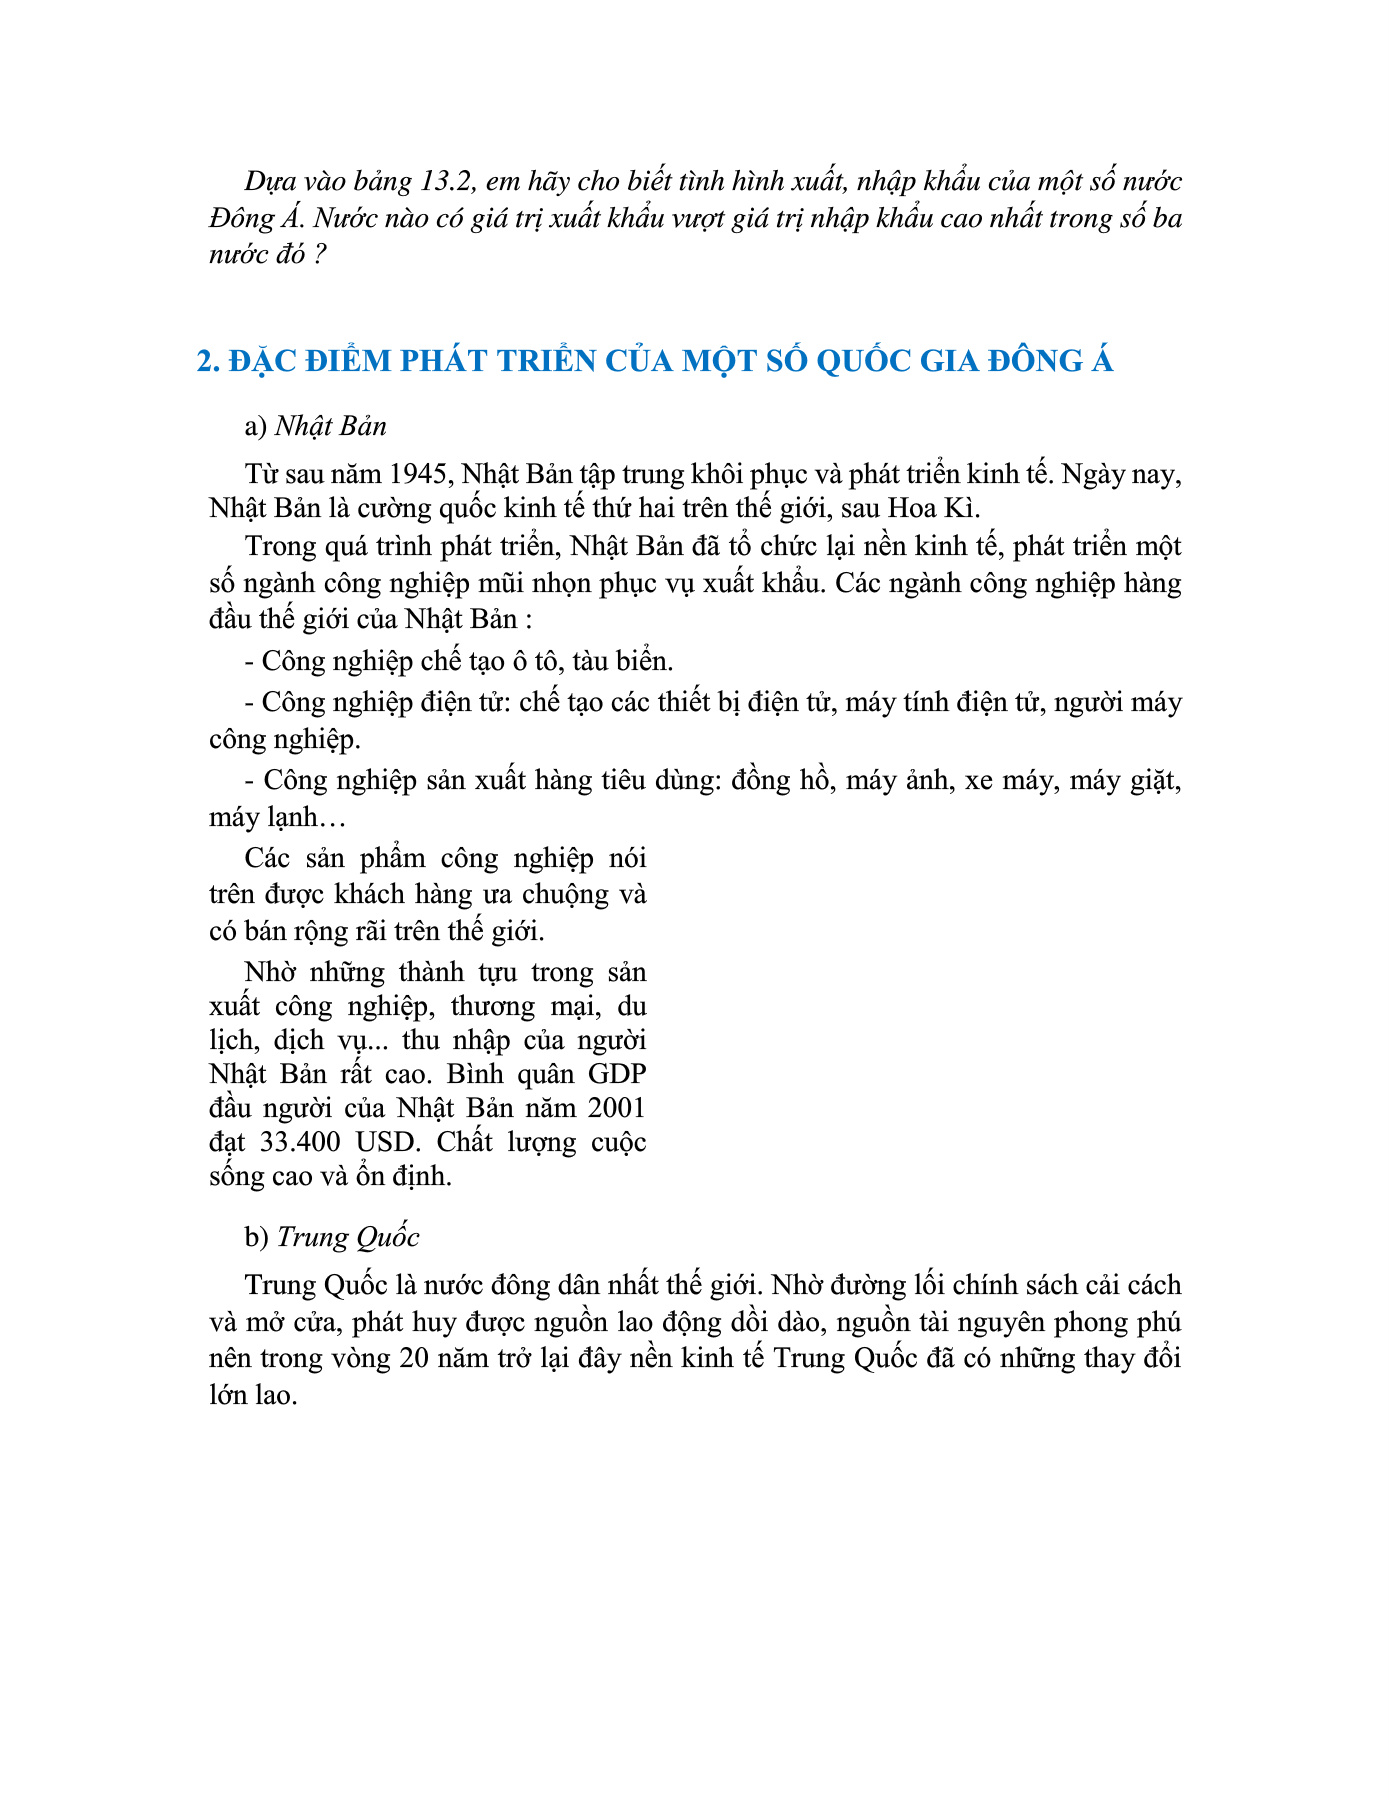 Dựa vào bảng 13.2, em hãy cho biết tình hình xuất, nhập khẩu của một số nước
Đông Á. Nước nào có giá trị xuất khẩu vượt giá trị nhập khẩu cao nhất trong số ba
nước đó ?
2. ĐẶC ĐIỂM PHÁT TRIỂN CỦA MỘT SỐ QUỐC GIA ĐÔNG Á
a) Nhật Bản
Từ sau năm 1945, Nhật Bản tập trung khôi phục và phát triển kinh tế. Ngày nay,
Nhật Bản là cường quốc kinh tế thứ hai trên thế giới, sau Hoa Kì.
Trong quá trình phát triển, Nhật Bản đã tổ chức lại nền kinh tế, phát triển một
số ngành công nghiệp mũi nhọn phục vụ xuất khẩu. Các ngành công nghiệp hàng
đầu thế giới của Nhật Bản :
- Công nghiệp chế tạo ô tô, tàu biển.
- Công nghiệp điện tử: chế tạo các thiết bị điện tử, máy tính điện tử, người máy
công nghiệp.
- Công nghiệp sản xuất hàng tiêu dùng: đồng hồ, máy ảnh, xe máy, máy giặt,
máy lạnh…
Các sản phẩm công nghiệp nói
trên được khách hàng ưa chuộng và
có bán rộng rãi trên thế giới.
Nhờ những thành tựu trong sản
xuất công nghiệp, thương mại, du
lịch, dịch vụ... thu nhập của người
Nhật Bản rất cao. Bình quân GDP
đầu người của Nhật Bản năm 2001
đạt 33.400 USD. Chất lượng cuộc
sống cao và ổn định.
b) Trung Quốc
Trung Quốc là nước đông dân nhất thế giới. Nhờ đường lối chính sách cải cách
và mở cửa, phát huy được nguồn lao động dồi dào, nguồn tài nguyên phong phú
nên trong vòng 20 năm trở lại đây nền kinh tế Trung Quốc đã có những thay đổi
lớn lao.